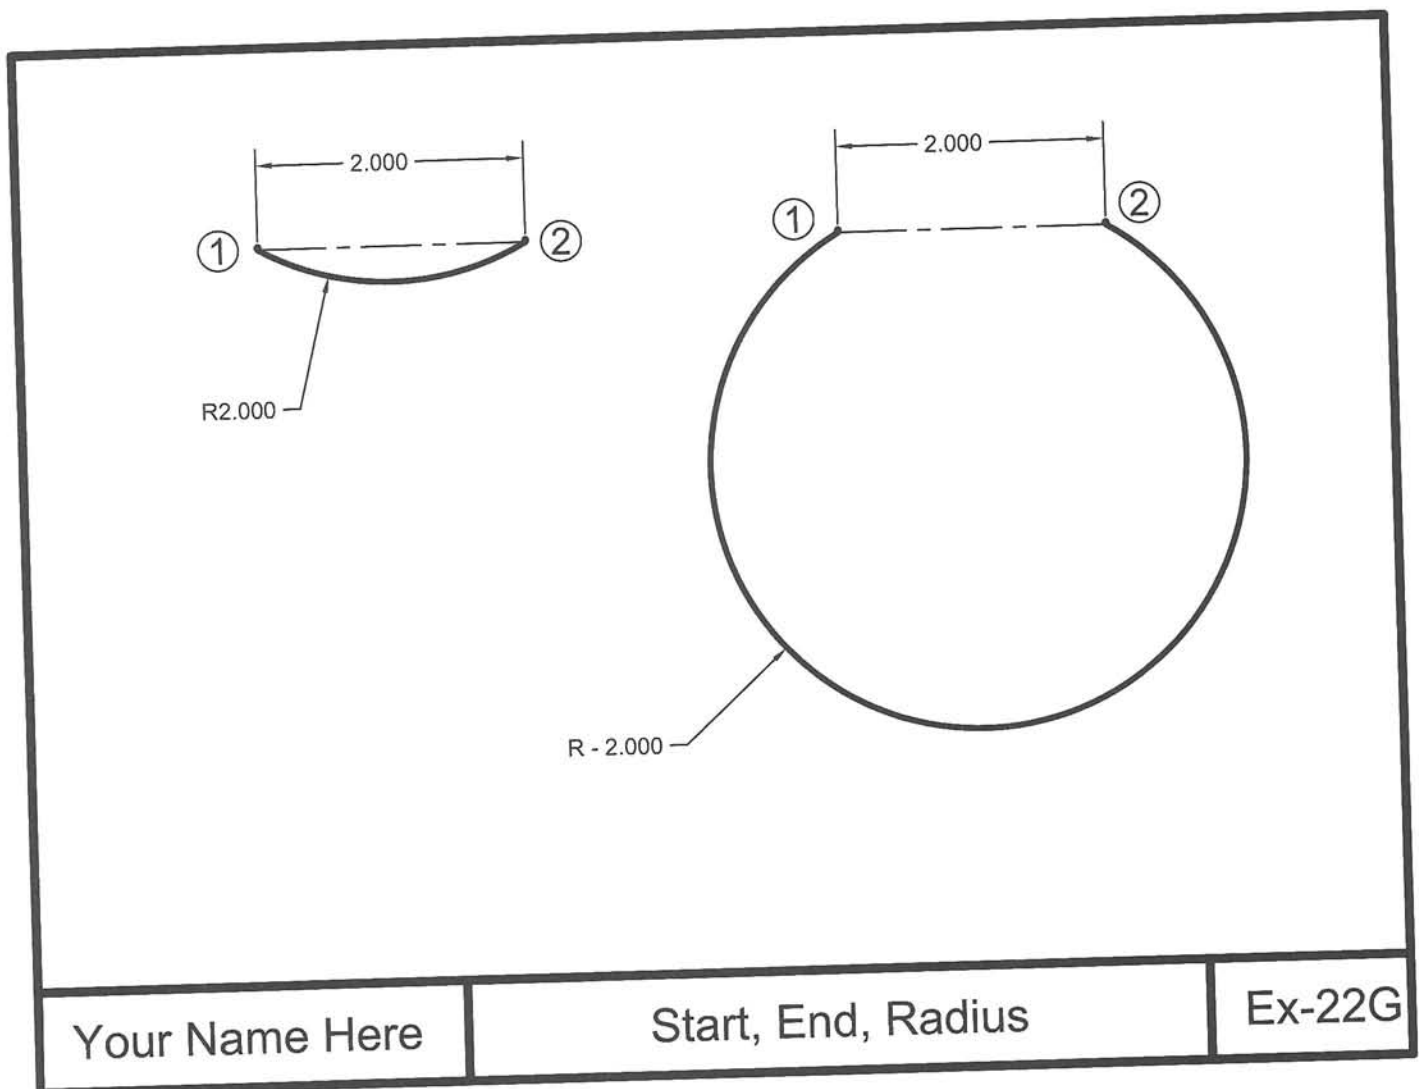 2.000
2.000
1
2
1
2
R2.000
R - 2.000
Your Name Here
Start, End, Radius
Ex-22G